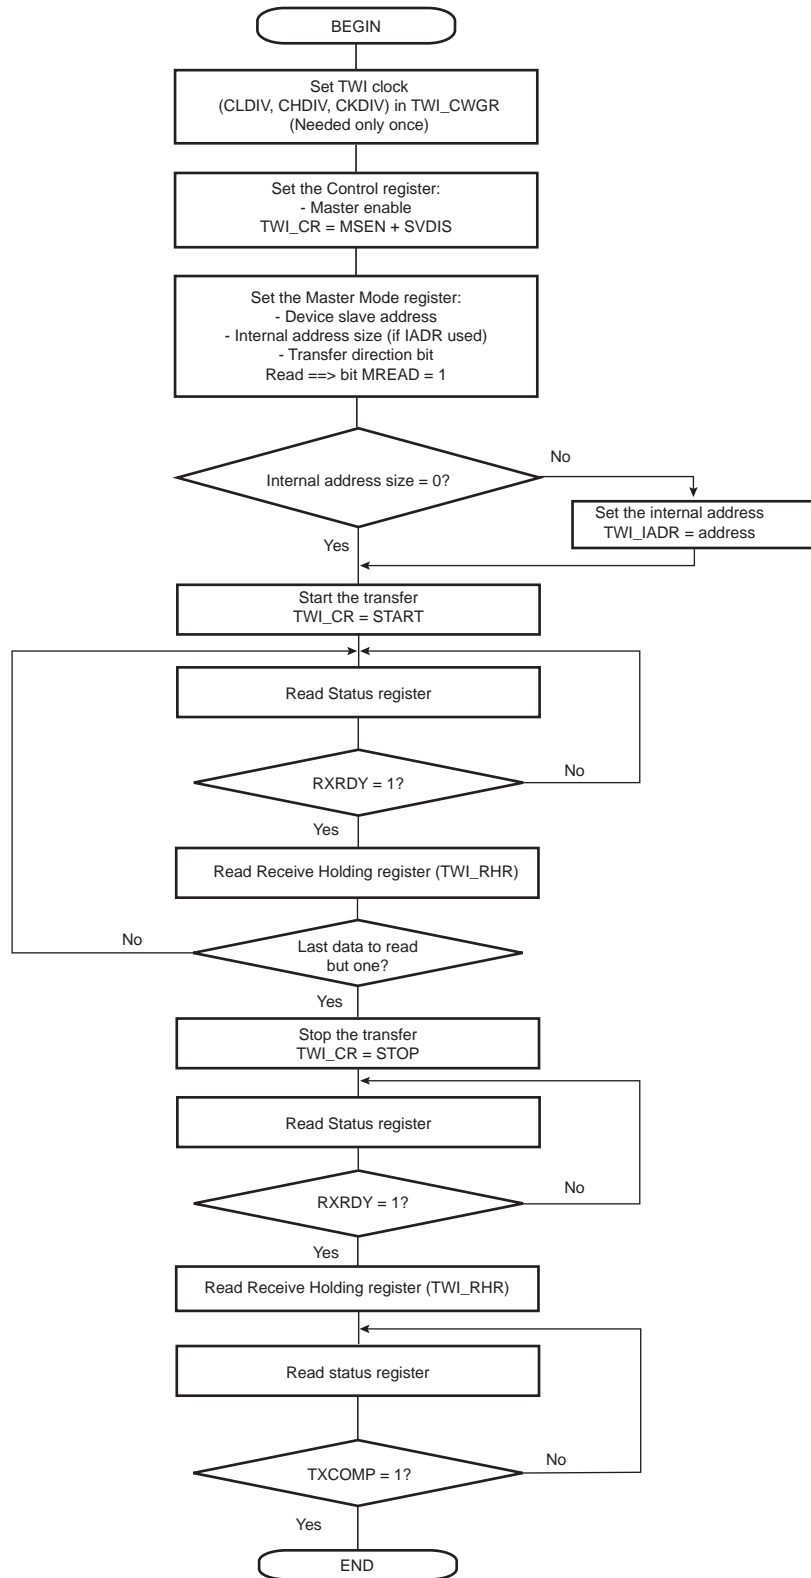 BEGIN
Set TWI clock
(CLDIV, CHDIV, CKDIV) in TWI_CWGR
(Needed only once)
Set the Control register:
- Master enable
TWI_CR = MSEN + SVDIS
Set the Master Mode register:
- Device slave address
- Internal address size (if IADR used)
- Transfer direction bit
Read ==> bit MREAD = 1
Internal address size = 0?
No
Set the internal address
TWI_IADR = address
Yes
Start the transfer
TWI_CR = START
Read Status register
RXRDY = 1?
No
Yes
Read Receive Holding register (TWI_RHR)
No
Last data to read
but one?
Yes
Stop the transfer
TWI_CR = STOP
Read Status register
RXRDY = 1?
No
Yes
Read Receive Holding register (TWI_RHR)
Read status register
TXCOMP = 1?
No
Yes
END